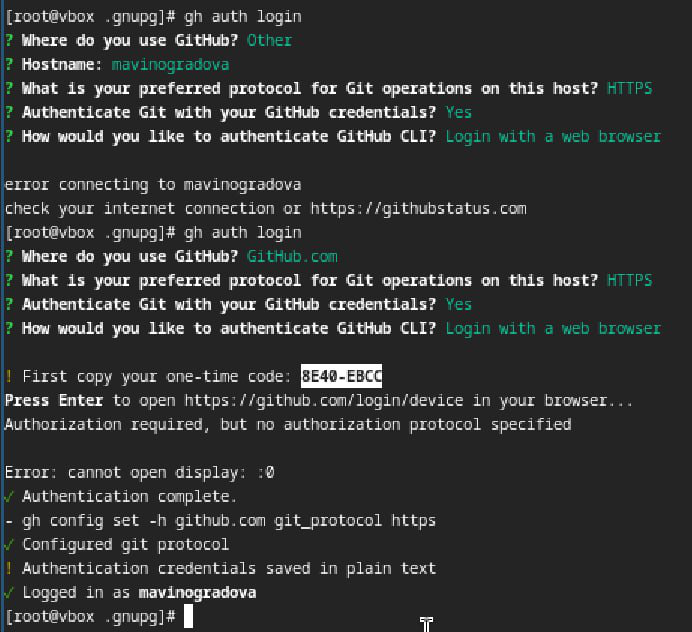 [root@vbox .gnupg]# gh auth login
? Where do you use GitHub? Other
? Hostname: mavinogradova
? What is your preferred protocol for Git operations on this host? HTTPS
? Authenticate Git with your GitHub credentials? Yes
? How would you like to authenticate GitHub CLI? Login with a web browser
error connecting to mavinogradova
check your internet connection or https://githubstatus.com
[root@vbox .gnupg]# gh auth login
? Where do you use GitHub? GitHub.com
? What is your preferred protocol for Git operations on this host? HTTPS
? Authenticate Git with your GitHub credentials? Yes
? How would you like to authenticate GitHub CLI? Login with a web browser
! First copy your one-time code: 8E40-EBCC
Press Enter to open https://github.com/login/device in your browser...
Authorization required, but no authorization protocol specified
Error: cannot open display: :0
✓ Authentication complete.
- gh config set -h github.com git_protocol https
✓ Configured git protocol
! Authentication credentials saved in plain text
✓ Logged in as mavinogradova
[root@vbox .gnupg]#